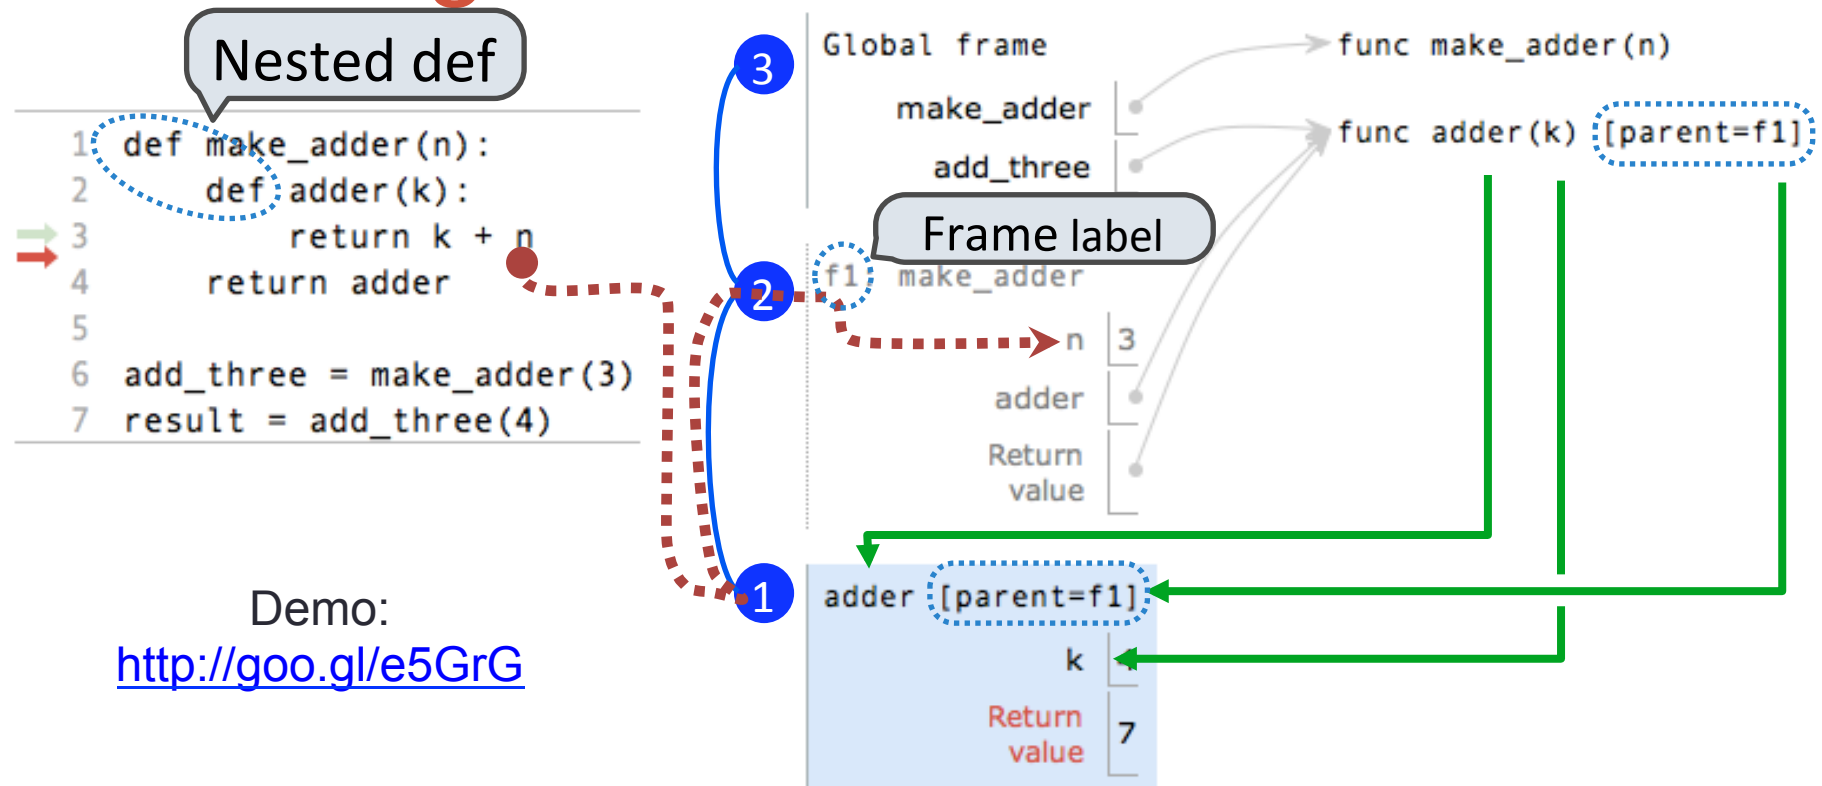 Nested def
1 def make_adder(n):
2 def adder(k):
3 return k + n
4 return adder
5
6 add_three = make_adder(3)
7 result = add_three(4)
Demo:
http://goo.gl/e5GrG
3
2
1
Global frame
make_adder
add_three
func make_adder(n)
func adder(k) [parent=f1]
Frame label
f1 make_adder
n 3
adder
Return
value
adder [parent=f1]
k
Return
value 7